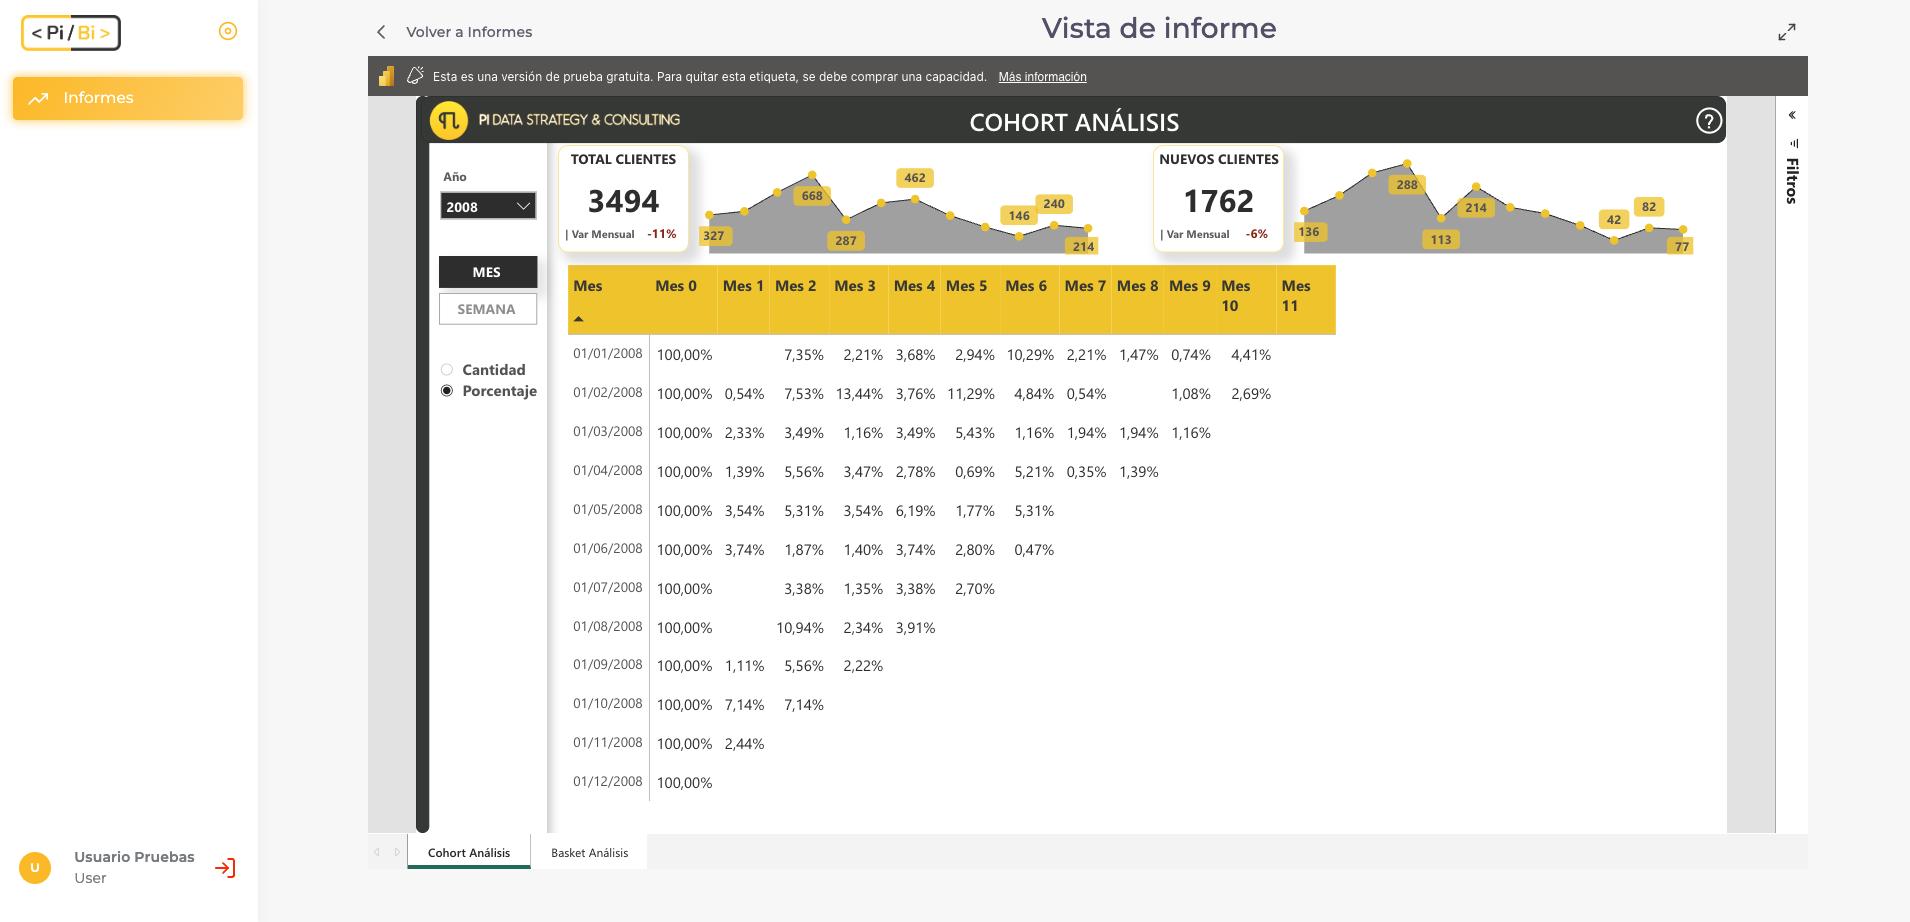 < Pi / Bi >
Informes
Volver a Informes
Vista de informe
Esta es una versión de prueba gratuita. Para quitar esta etiqueta, se debe comprar una capacidad. Más información
PI DATA STRATEGY & CONSULTING
COHORT ANÁLISIS
?
Filtros
Año
2008
MES
SEMANA
Cantidad
Porcentaje
TOTAL CLIENTES
3494
| Var Mensual -11%
327 668 287 462 146 240 214
NUEVOS CLIENTES
1762
| Var Mensual -6%
136 288 113 214 42 82 77
Mes Mes 0 Mes 1 Mes 2 Mes 3 Mes 4 Mes 5 Mes 6 Mes 7 Mes 8 Mes 9 Mes 10 Mes 11
01/01/2008 100,00% 7,35% 2,21% 3,68% 2,94% 10,29% 2,21% 1,47% 0,74% 4,41%
01/02/2008 100,00% 0,54% 7,53% 13,44% 3,76% 11,29% 4,84% 0,54% 1,08% 2,69%
01/03/2008 100,00% 2,33% 3,49% 1,16% 3,49% 5,43% 1,16% 1,94% 1,94% 1,16%
01/04/2008 100,00% 1,39% 5,56% 3,47% 2,78% 0,69% 5,21% 0,35% 1,39%
01/05/2008 100,00% 3,54% 5,31% 3,54% 6,19% 1,77% 5,31%
01/06/2008 100,00% 3,74% 1,87% 1,40% 3,74% 2,80% 0,47%
01/07/2008 100,00% 3,38% 1,35% 3,38% 2,70%
01/08/2008 100,00% 10,94% 2,34% 3,91%
01/09/2008 100,00% 1,11% 5,56% 2,22%
01/10/2008 100,00% 7,14% 7,14%
01/11/2008 100,00% 2,44%
01/12/2008 100,00%
Cohort Análisis
Basket Análisis
U
Usuario Pruebas
User